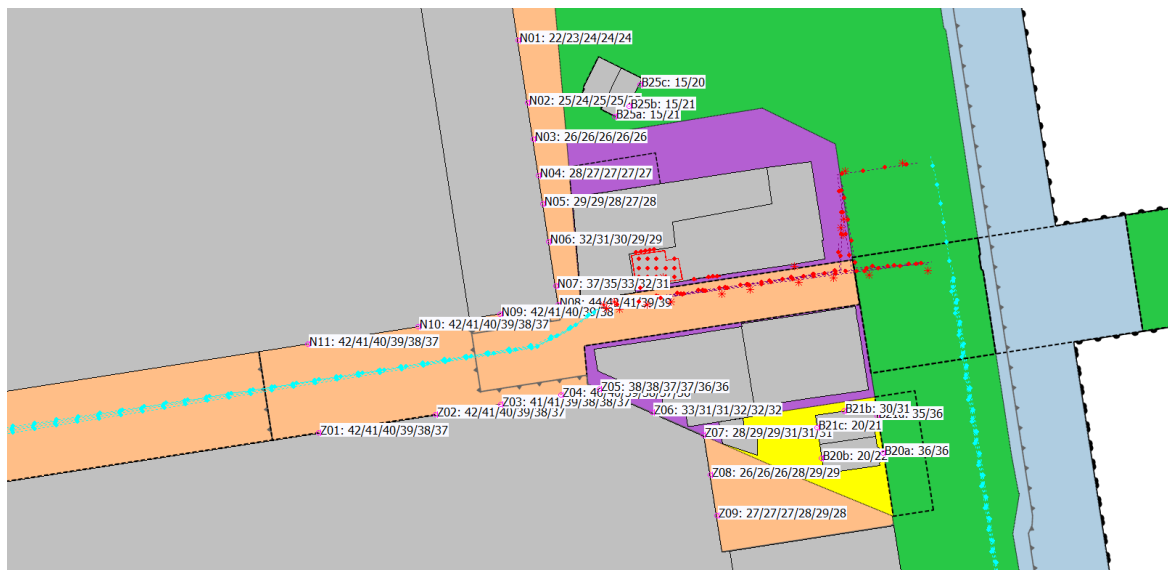 N01: 22/23/24/24/24
B25c: 15/20
N02: 25/24/25/25/
B25b: 15/21
B25a: 15/21
N03: 26/26/26/26/26
N04: 28/27/27/27/27
N05: 29/29/28/27/28
N06: 32/31/30/29/29
N07: 37/35/33/32/31
N08: 44/43/41/39/39
N09: 42/41/40/39/38
N10: 42/41/40/39/38/37
N11: 42/41/40/39/38/37
Z05: 38/38/37/37/36/36
Z04:
Z03: 41/41/39/38/38/37
Z02: 42/41/40/39/38/37
Z06: 33/31/31/32/32/32
B21b: 30/31
35/36
B21c: 20/21
Z01: 42/41/40/39/38/37
Z07: 28/29/29/31/31/31
B20a: 36/36
B20b: 20/22
Z08: 26/26/26/28/29/29
Z09: 27/27/27/28/29/28